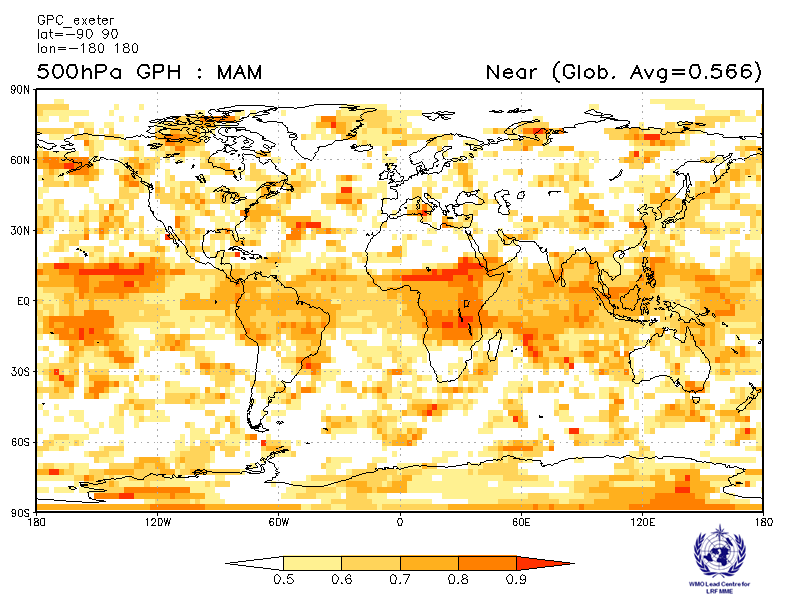 GPC_exeter
lat=−90 90
lon=−180 180
500hPa GPH : MAM Near (Glob. Avg=0.566)
90N
60N
30N
EQ
30S
60S
90S
180 120W 60W 0 60E 120E 180
0.5 0.6 0.7 0.8 0.9
WMO Lead Centre for
LRF MME